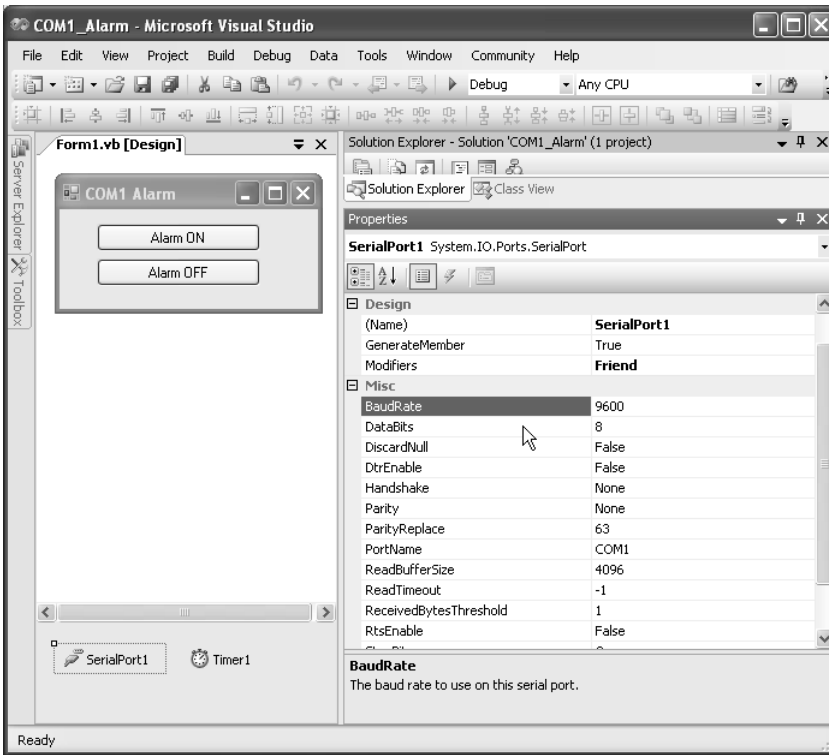 COM1_Alarm - Microsoft Visual Studio
File Edit View Project Build Debug Data Tools Window Community Help
Debug Any CPU
Server Explorer
Toolbox
Form1.vb [Design]
COM1 Alarm
Alarm ON
Alarm OFF
SerialPort1 Timer1
Solution Explorer - Solution 'COM1_Alarm' (1 project)
Solution Explorer Class View
Properties
SerialPort1 System.IO.Ports.SerialPort
Design
(Name) SerialPort1
GenerateMember True
Modifiers Friend
Misc
BaudRate 9600
DataBits 8
DiscardNull False
DtrEnable False
Handshake None
Parity None
ParityReplace 63
PortName COM1
ReadBufferSize 4096
ReadTimeout -1
ReceivedBytesThreshold 1
RtsEnable False
BaudRate
The baud rate to use on this serial port.
Ready